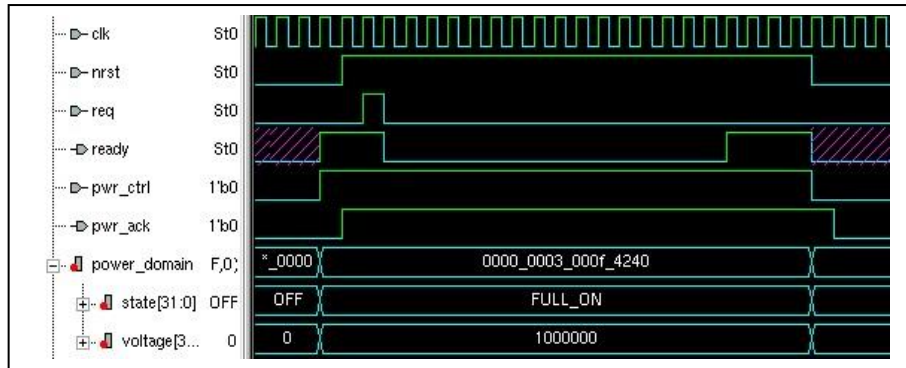 clk St0
nrst St0
req St0
ready St0
pwr_ctrl 1'b0
pwr_ack 1'b0
power_domain F,0; *_0000 0000_0003_000f_4240
state[31:0] OFF OFF FULL_ON
voltage[3... 0 0 1000000